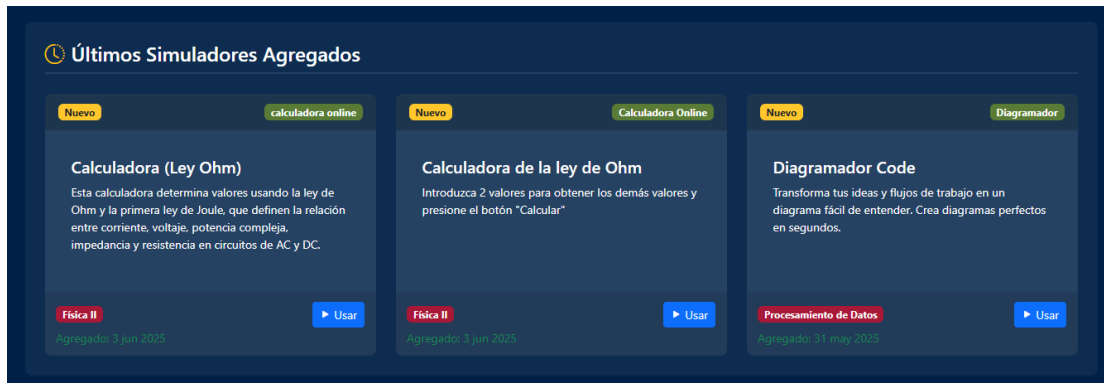 Últimos Simuladores Agregados
Nuevo
calculadora online
Calculadora (Ley Ohm)
Esta calculadora determina valores usando la ley de
Ohm y la primera ley de Joule, que definen la relación
entre corriente, voltaje, potencia compleja,
impedancia y resistencia en circuitos de AC y DC.
Física II
Usar
Agregado: 3 jun 2025
Nuevo
Calculadora Online
Calculadora de la ley de Ohm
Introduzca 2 valores para obtener los demás valores y
presione el botón "Calcular"
Física II
Usar
Agregado: 3 jun 2025
Nuevo
Diagramador
Diagramador Code
Transforma tus ideas y flujos de trabajo en un
diagrama fácil de entender. Crea diagramas perfectos
en segundos.
Procesamiento de Datos
Usar
Agregado: 31 may 2025